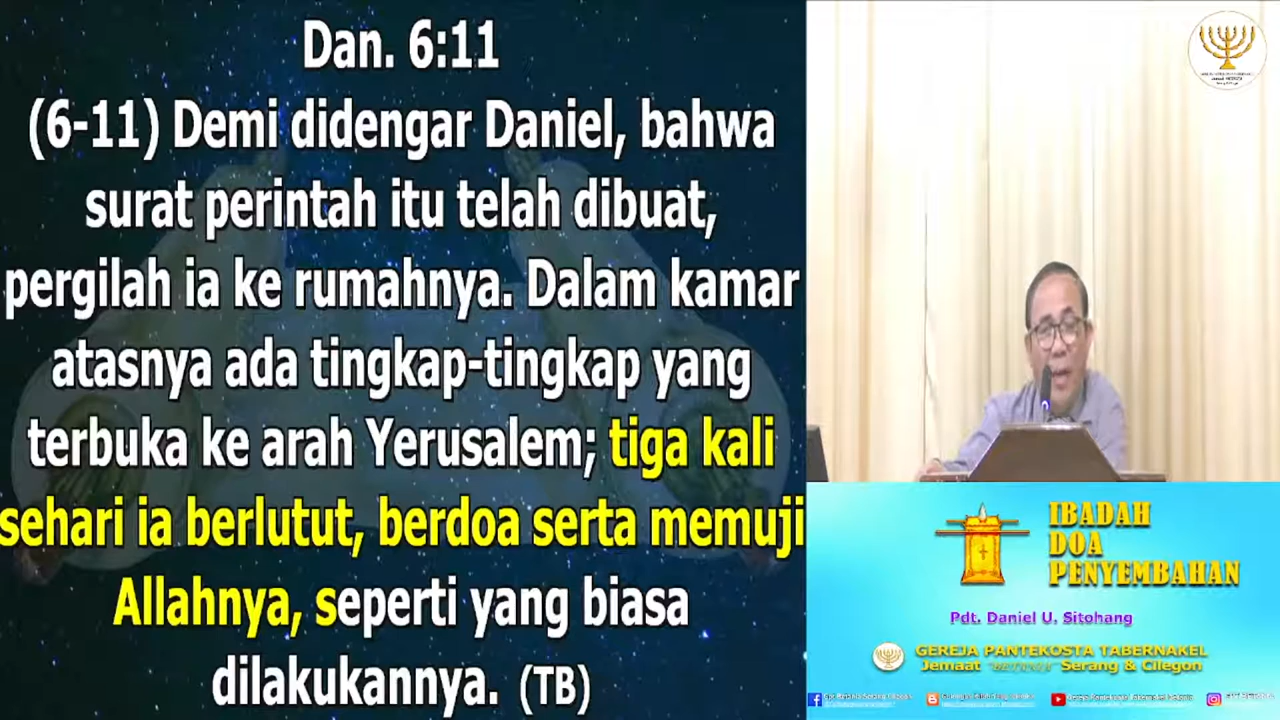 Dan. 6:11
(6-11) Demi didengar Daniel, bahwa
surat perintah itu telah dibuat,
pergilah ia ke rumahnya. Dalam kamar
atasnya ada tingkap-tingkap yang
terbuka ke arah Yerusalem; tiga kali
sehari ia berlutut, berdoa serta memuji
Allahnya, seperti yang biasa
dilakukannya. (TB)
IBADAH
DOA
PENYEMBAHAN
Pdt. Daniel U. Sitohang
GEREJA PANTEKOSTA TABERNAKEL
Jemaat Serang & Cilegon